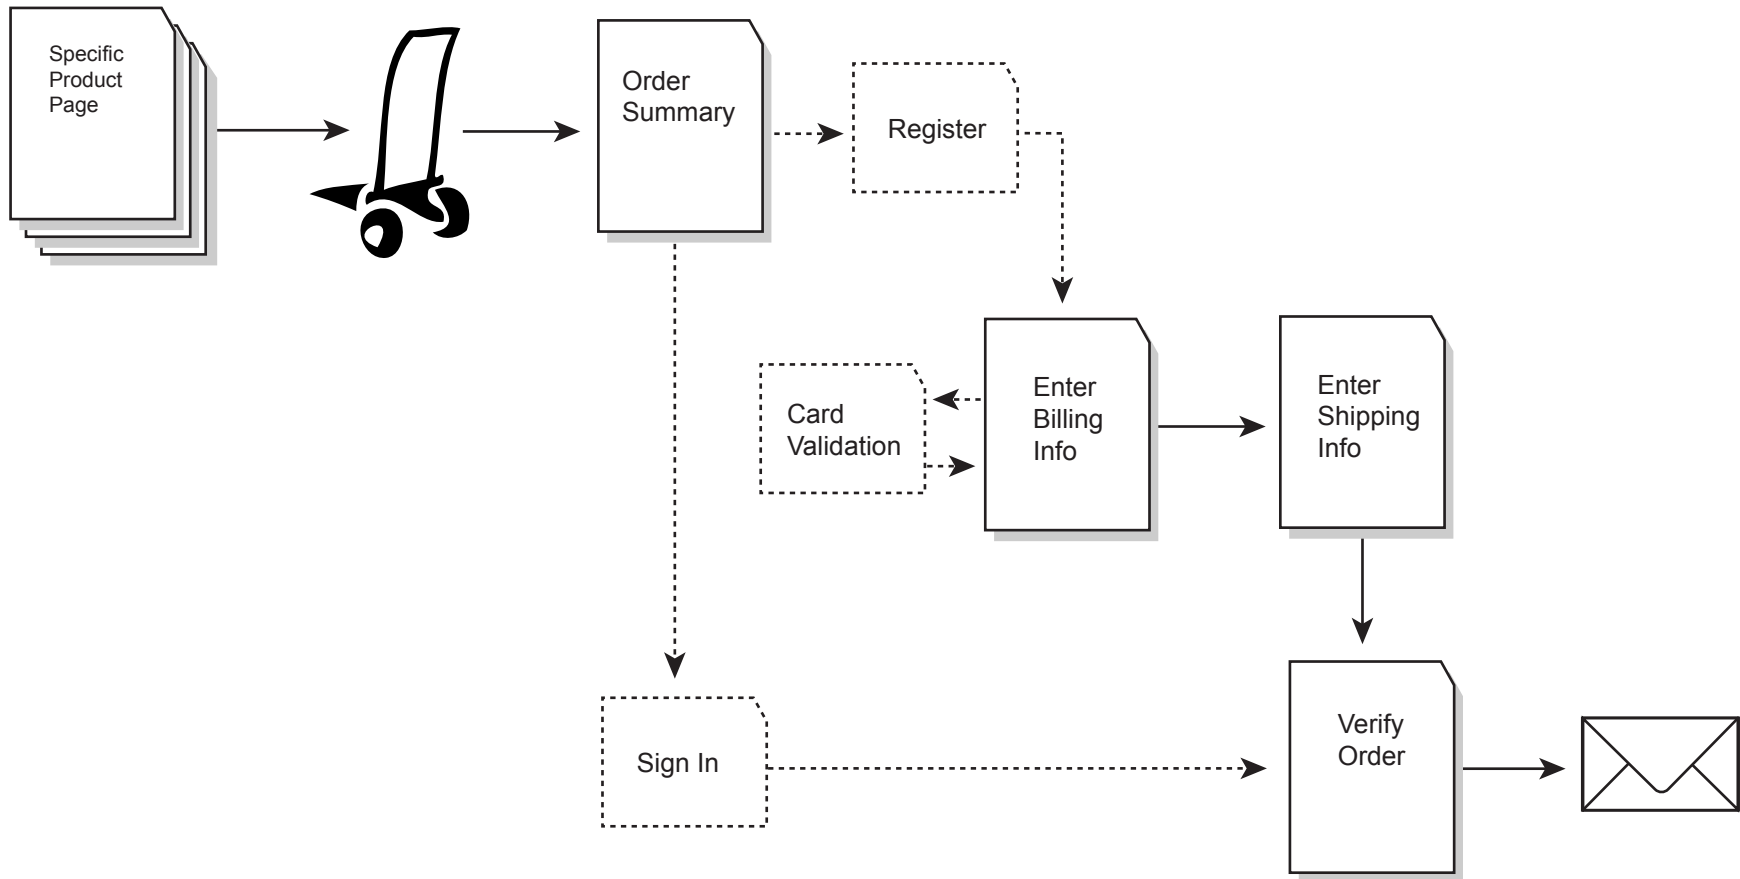 Specific
Product
Page
Order
Summary
Register
Card
Validation
Enter
Billing
Info
Enter
Shipping
Info
Sign In
Verify
Order